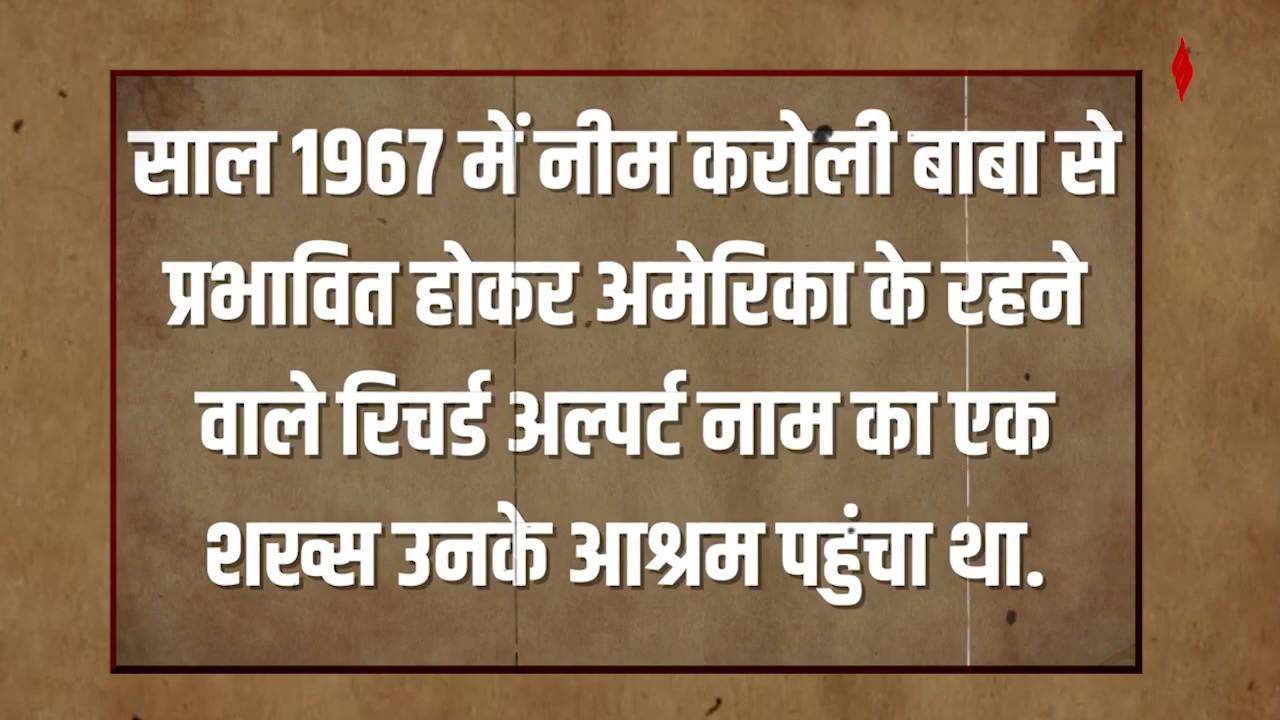 साल 1967 में नीम करोली बाबा से
प्रभावित होकर अमेरिका के रहने
वाले रिचर्ड अल्पर्ट नाम का एक
शख्स उनके आश्रम पहुंचा था.